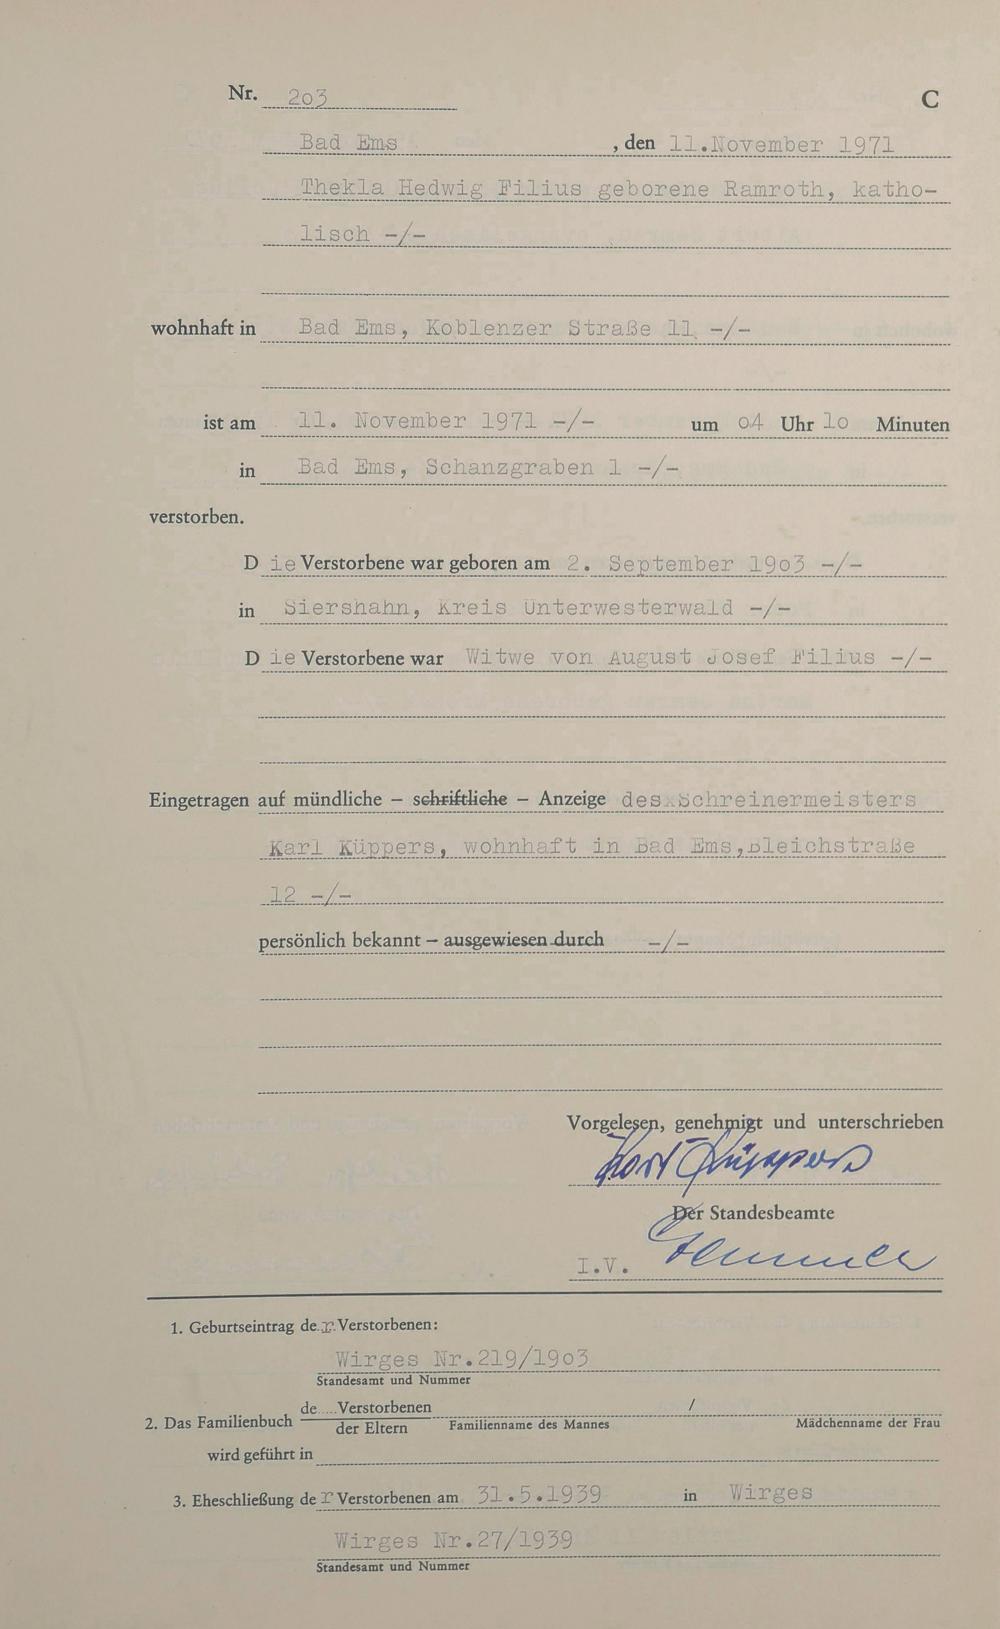 Nr. 2o3
C
Bad Ems , den 11.November 1971
Thekla Hedwig Filius geborene Ramroth, katho-
lisch -/-
wohnhaft in Bad Ems, Koblenzer Straße 11 -/-
ist am 11. November 1971 -/- um o4 Uhr 1o Minuten
in Bad Ems, Schanzgraben 1 -/-
verstorben.
Die Verstorbene war geboren am 2. September 19o3 -/-
in Siershahn, Kreis Unterwesterwald -/-
Die Verstorbene war Witwe von August Josef Filius -/-
Eingetragen auf mündliche – schriftliche – Anzeige des Schreinermeisters
Karl Küppers, wohnhaft in Bad Ems,Bleichstraße
12 -/-
persönlich bekannt – ausgewiesen durch -/-
Vorgelesen, genehmigt und unterschrieben
Karl Küppers
Der Standesbeamte
I.V.
1. Geburtseintrag der Verstorbenen:
Wirges Nr.219/19o3
Standesamt und Nummer
2. Das Familienbuch de..... Verstorbenen /
der Eltern Familienname des Mannes Mädchenname der Frau
wird geführt in
3. Eheschließung der Verstorbenen am 31.5.1939 in Wirges
Wirges Nr.27/1939
Standesamt und Nummer